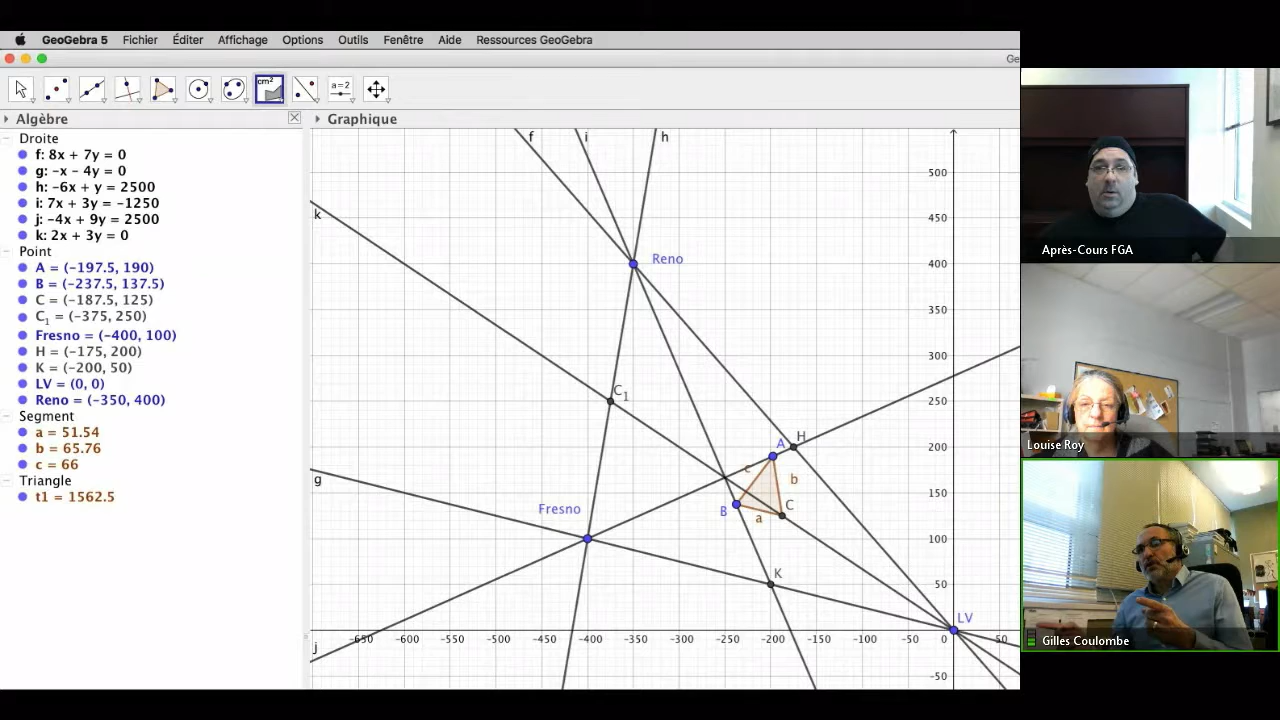 GeoGebra 5 Fichier Éditer Affichage Options Outils Fenêtre Aide Ressources GeoGebra
Ge
cm²
a=2
Algèbre
Graphique
Droite
f: 8x + 7y = 0
g: -x - 4y = 0
h: -6x + y = 2500
i: 7x + 3y = -1250
j: -4x + 9y = 2500
k: 2x + 3y = 0
Point
A = (-197.5, 190)
B = (-237.5, 137.5)
C = (-187.5, 125)
C₁ = (-375, 250)
Fresno = (-400, 100)
H = (-175, 200)
K = (-200, 50)
LV = (0, 0)
Reno = (-350, 400)
Segment
a = 51.54
b = 65.76
c = 66
Triangle
t1 = 1562.5
f i h
500
k
450
Reno
400
350
300
C₁
250
H
A
200
c
g
b
150
B
C
a
Fresno
100
K
50
LV
-650 -600 -550 -500 -450 -400 -350 -300 -250 -200 -150 -100 -50 0 50
j
-50
Après-Cours FGA
Louise Roy
Gilles Coulombe